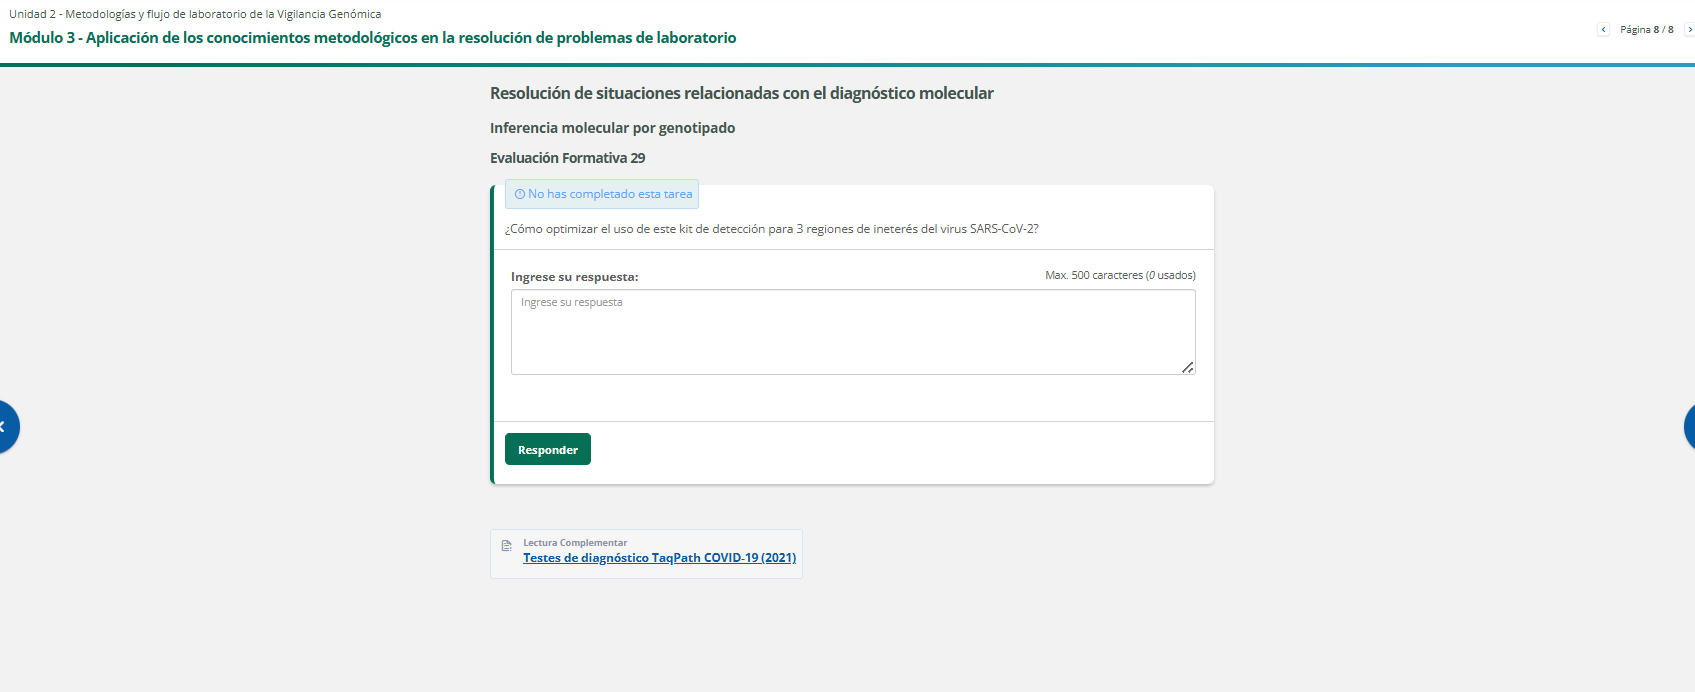 Unidad 2 - Metodologías y flujo de laboratorio de la Vigilancia Genómica
Módulo 3 - Aplicación de los conocimientos metodológicos en la resolución de problemas de laboratorio
Página 8 / 8
Resolución de situaciones relacionadas con el diagnóstico molecular
Inferencia molecular por genotipado
Evaluación Formativa 29
No has completado esta tarea
¿Cómo optimizar el uso de este kit de detección para 3 regiones de ineterés del virus SARS-CoV-2?
Ingrese su respuesta:
Max. 500 caracteres (0 usados)
Ingrese su respuesta
Responder
Lectura Complementar
Testes de diagnóstico TaqPath COVID-19 (2021)